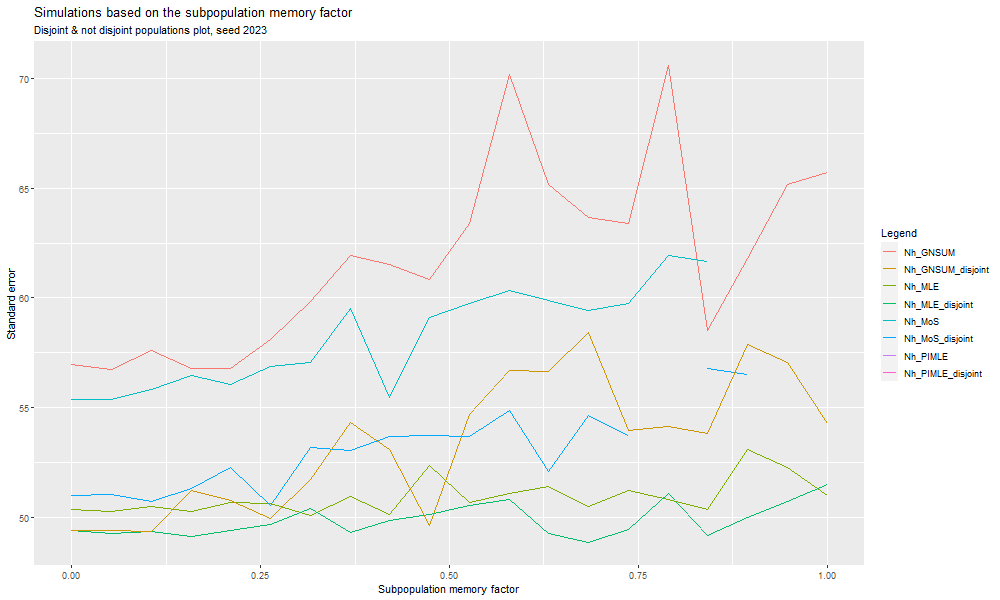 Simulations based on the subpopulation memory factor
Disjoint & not disjoint populations plot, seed 2023
Standard error
70
65
60
55
50
0.00
0.25
0.50
0.75
1.00
Subpopulation memory factor
Legend
Nh_GNSUM
Nh_GNSUM_disjoint
Nh_MLE
Nh_MLE_disjoint
Nh_MoS
Nh_MoS_disjoint
Nh_PIMLE
Nh_PIMLE_disjoint